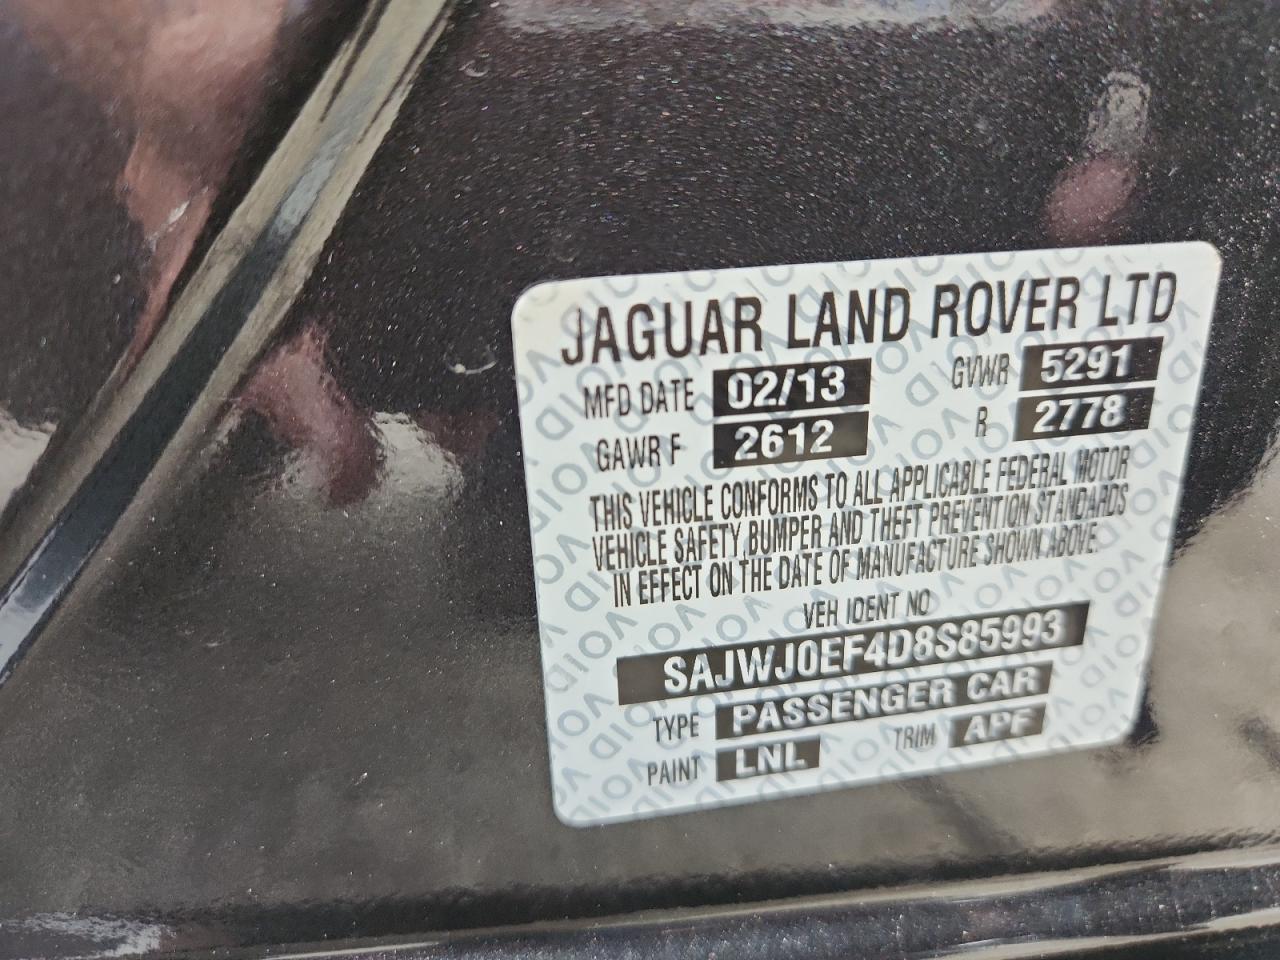 JAGUAR LAND ROVER LTD
MFD DATE 02/13 GVWR 5291
GAWR F 2612 R 2778
THIS VEHICLE CONFORMS TO ALL APPLICABLE FEDERAL MOTOR
VEHICLE SAFETY, BUMPER AND THEFT PREVENTION STANDARDS
IN EFFECT ON THE DATE OF MANUFACTURE SHOWN ABOVE.
VEH IDENT NO
SAJWJ0EF4D8S85993
TYPE PASSENGER CAR
PAINT LNL TRIM APF